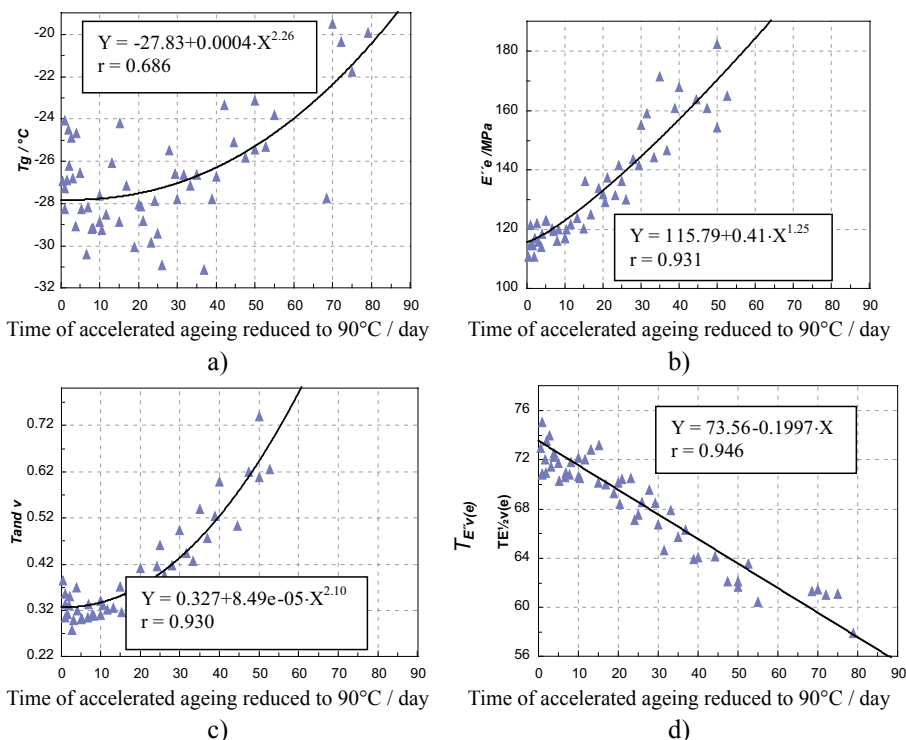 -20
-22
-24
-26
-28
-30
-32
Tg / °C
Y = -27.83+0.0004·X2.26
r = 0.686
0 10 20 30 40 50 60 70 80 90
Time of accelerated ageing reduced to 90°C / day
a)
180
160
140
120
100
E´´e /MPa
Y = 115.79+0.41·X1.25
r = 0.931
0 10 20 30 40 50 60 70 80 90
Time of accelerated ageing reduced to 90°C / day
b)
0.72
0.62
0.52
0.42
0.32
0.22
Tand v
Y = 0.327+8.49e-05·X2.10
r = 0.930
0 10 20 30 40 50 60 70 80 90
Time of accelerated ageing reduced to 90°C / day
c)
76
72
68
64
60
56
TE˝v(e)
TE½v(e)
Y = 73.56-0.1997·X
r = 0.946
0 10 20 30 40 50 60 70 80 90
Time of accelerated ageing reduced to 90°C / day
d)